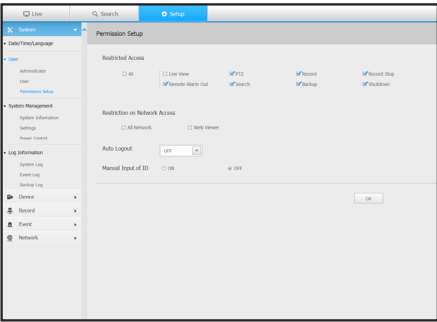 Live
Search
Setup
System
Date/Time/Language
User
Administrator
User
Permission Setup
System Management
System Information
Settings
Power Control
Log Information
System Log
Event Log
Backup Log
Device
Record
Event
Network
Permission Setup
Restricted Access
All
Live View
PTZ
Record
Record Stop
Remote Alarm Out
Search
Backup
Shutdown
Restriction on Network Access
All Network
Web Viewer
Auto Logout
OFF
Manual Input of ID
ON
OFF
OK